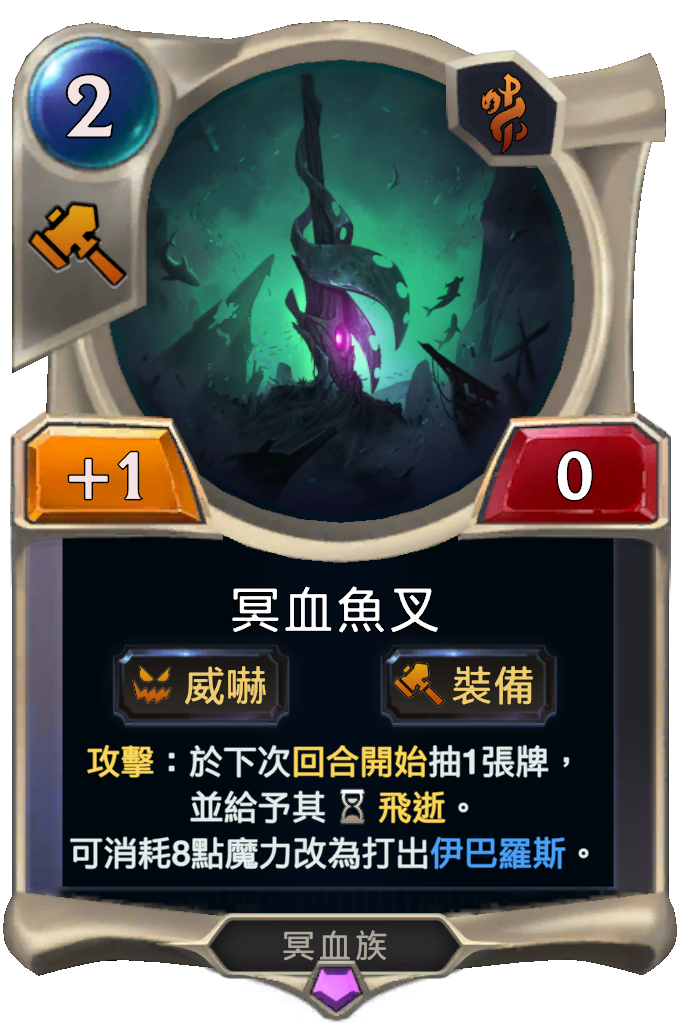 2
+1
0
冥血魚叉
威嚇
裝備
攻擊：於下次回合開始抽1張牌，
並給予其 飛逝。
可消耗8點魔力改為打出伊巴羅斯。
冥血族